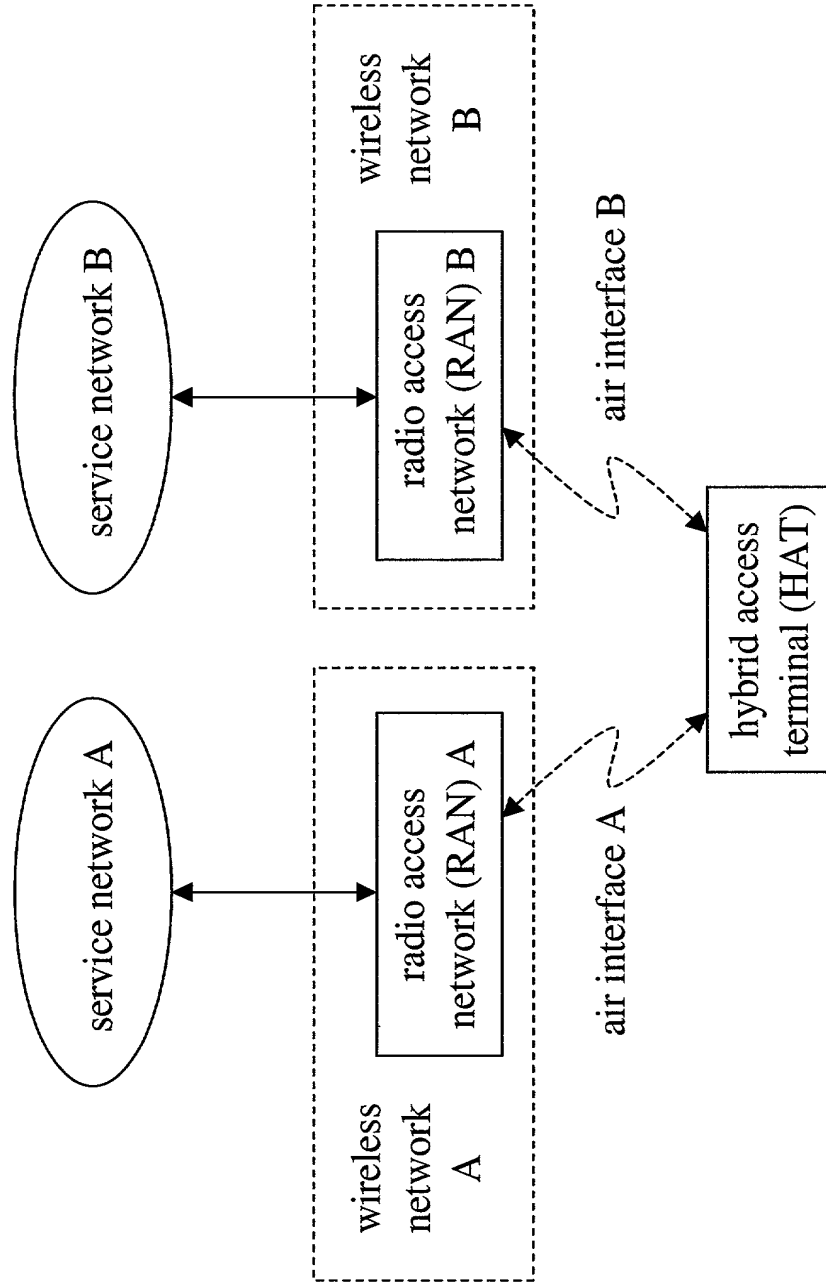 service network A
service network B
wireless
network
A
radio access
network (RAN) A
radio access
network (RAN) B
wireless
network
B
air interface A
air interface B
hybrid access
terminal (HAT)